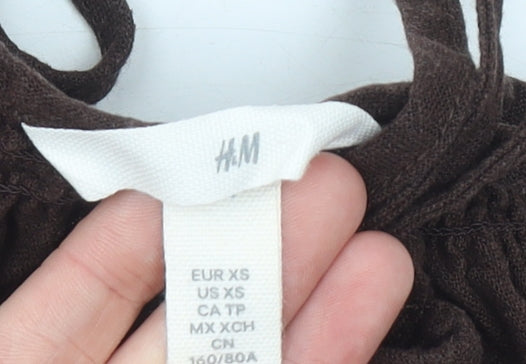 H&M
EUR XS
US XS
CA TP
MX XCH
CN
160/80A